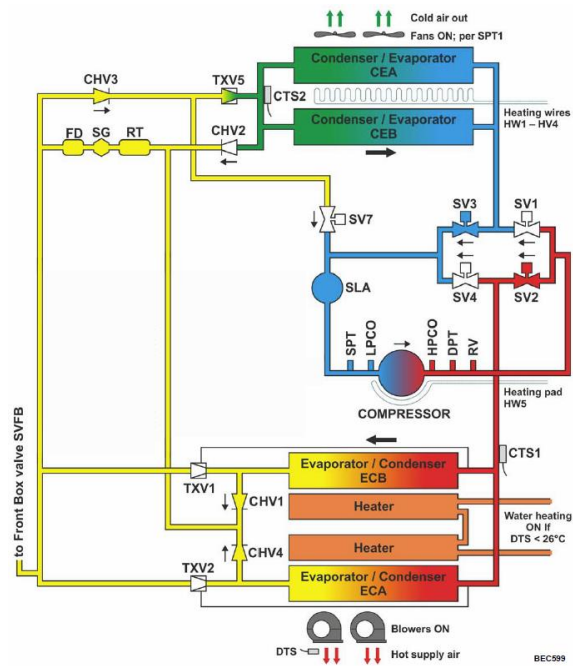 Cold air out
Fans ON; per SPT1
Condenser / Evaporator
CEA
CHV3
TXV5
CTS2
Heating wires
HW1 – HV4
FD
SG
RT
CHV2
Condenser / Evaporator
CEB
SV7
SV3
SV1
SLA
SV4
SV2
SPT
LPCO
HPCO
DPT
RV
COMPRESSOR
Heating pad
HW5
to Front Box valve SVFB
TXV1
Evaporator / Condenser
ECB
CTS1
CHV1
Heater
Water heating
ON If
DTS < 26°C
CHV4
Heater
TXV2
Evaporator / Condenser
ECA
Blowers ON
DTS
Hot supply air
BEC599